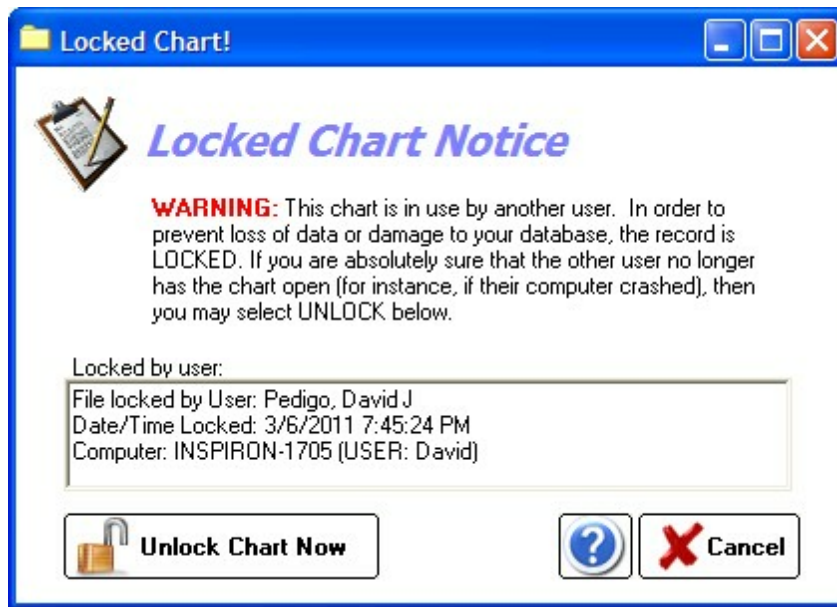 Locked Chart!
Locked Chart Notice
WARNING: This chart is in use by another user. In order to
prevent loss of data or damage to your database, the record is
LOCKED. If you are absolutely sure that the other user no longer
has the chart open (for instance, if their computer crashed), then
you may select UNLOCK below.
Locked by user:
File locked by User: Pedigo, David J
Date/Time Locked: 3/6/2011 7:45:24 PM
Computer: INSPIRON-1705 (USER: David)
Unlock Chart Now
?
Cancel